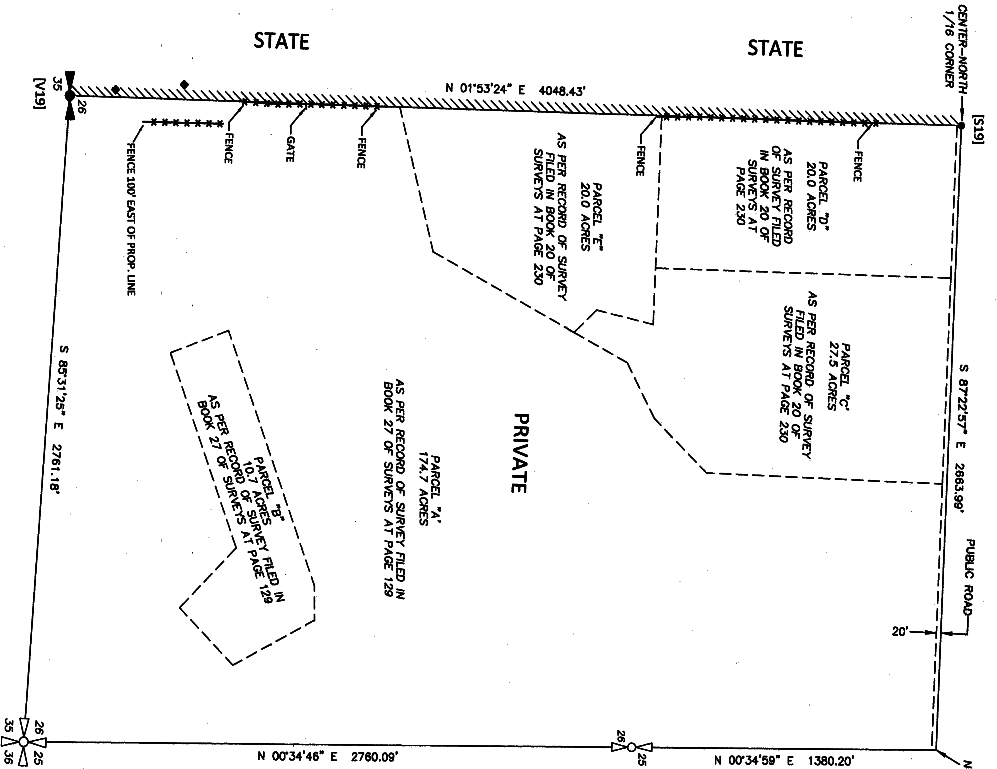 STATE
STATE
CENTER–NORTH
1/16 CORNER
[S19]
N 01°53'24" E 4048.43'
35
26
[V19]
FENCE
GATE
FENCE
FENCE
FENCE
FENCE 100' EAST OF PROP. LINE
PARCEL "D"
20.0 ACRES
AS PER RECORD
OF SURVEY FILED
IN BOOK 20 OF
SURVEYS AT
PAGE 230
PARCEL "E"
20.0 ACRES
AS PER RECORD OF SURVEY
FILED IN BOOK 20 OF
SURVEYS AT PAGE 230
PARCEL "C"
27.5 ACRES
AS PER RECORD OF SURVEY
FILED IN BOOK 20 OF
SURVEYS AT PAGE 230
S 87°22'57" E 2663.99'
S 85°31'25" E 2761.18'
PRIVATE
PARCEL "A"
174.7 ACRES
AS PER RECORD OF SURVEY FILED IN
BOOK 27 OF SURVEYS AT PAGE 129
PARCEL "B"
10.7 ACRES
AS PER RECORD OF SURVEY FILED IN
BOOK 27 OF SURVEYS AT PAGE 129
PUBLIC ROAD
20'
26
25
35
36
N 00°34'46" E 2760.09'
26
25
N 00°34'59" E 1380.20'